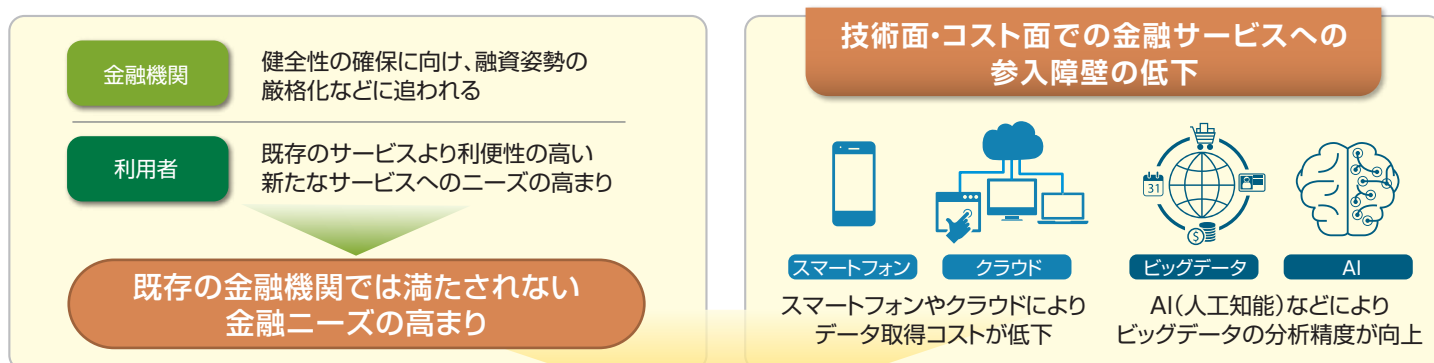 金融機関
健全性の確保に向け、融資姿勢の
厳格化などに追われる
利用者
既存のサービスより利便性の高い
新たなサービスへのニーズの高まり
既存の金融機関では満たされない
金融ニーズの高まり
技術面・コスト面での金融サービスへの
参入障壁の低下
31
$
スマートフォン
クラウド
ビッグデータ
AI
スマートフォンやクラウドにより
データ取得コストが低下
AI(人工知能)などにより
ビッグデータの分析精度が向上